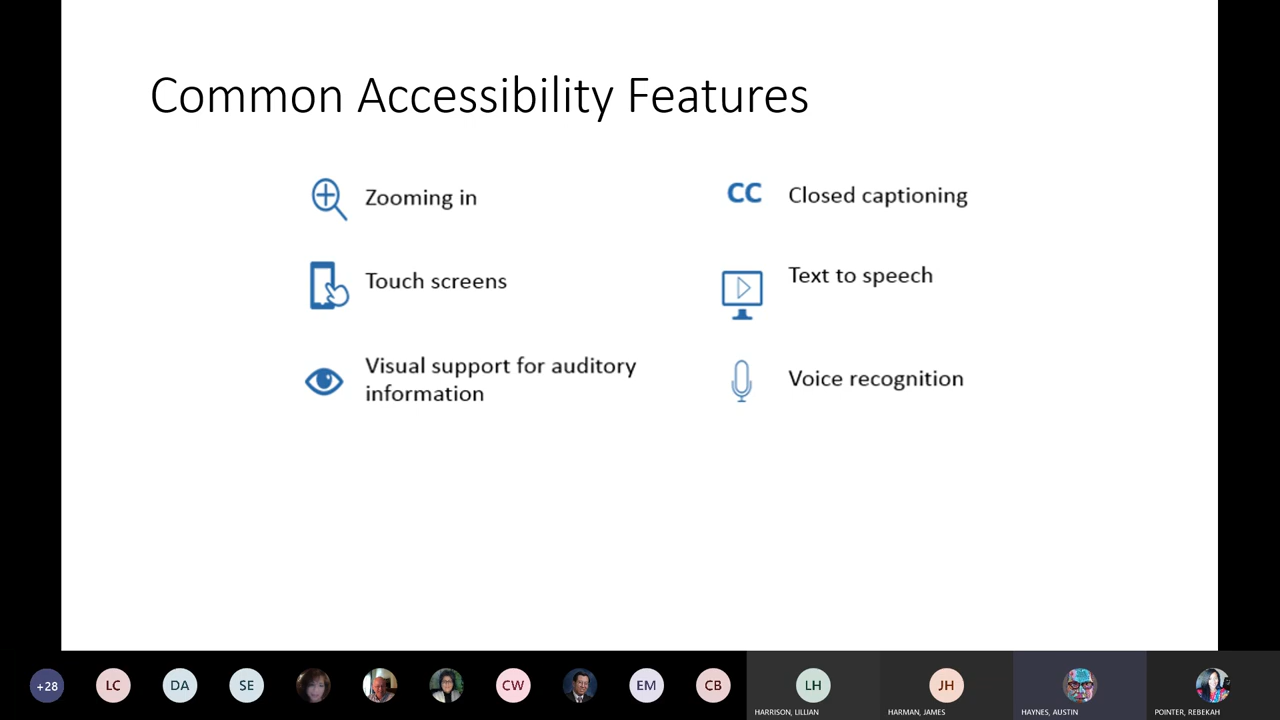 Common Accessibility Features
Zooming in
CC Closed captioning
Touch screens
Text to speech
Visual support for auditory
information
Voice recognition
+28 LC DA SE CW EM CB LH JH
HARRISON, LILLIAN HARMAN, JAMES HAYNES, AUSTIN POINTER, REBEKAH